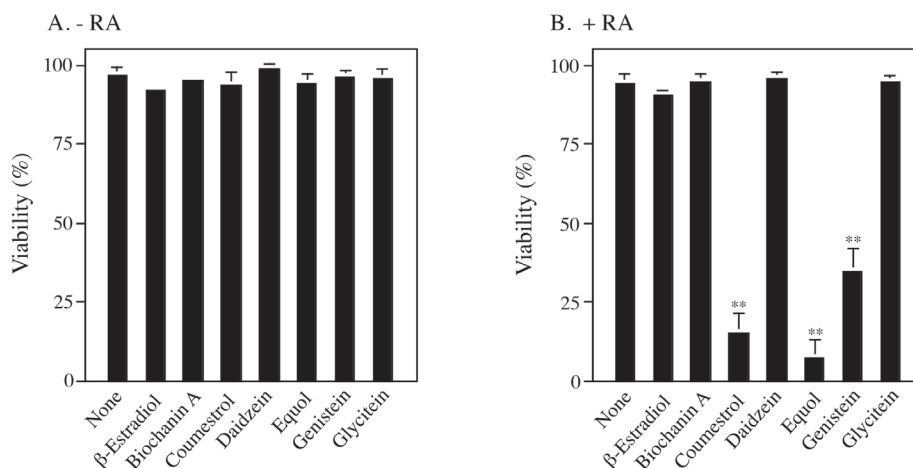 A. - RA
Viability (%)
100
75
50
25
0
None
β-Estradiol
Biochanin A
Coumestrol
Daidzein
Equol
Genistein
Glycitein
B. + RA
Viability (%)
100
75
50
25
0
**
**
**
None
β-Estradiol
Biochanin A
Coumestrol
Daidzein
Equol
Genistein
Glycitein